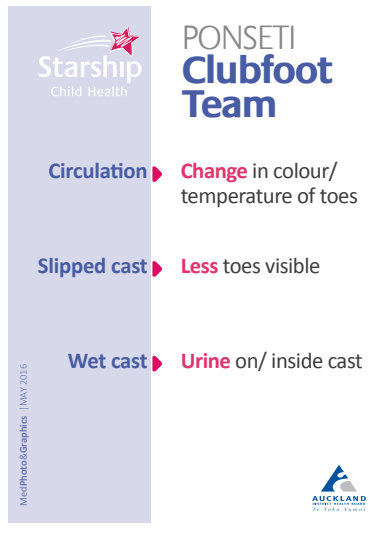 Starship
Child Health
PONSETI
Clubfoot
Team
Circulation
Change in colour/
temperature of toes
Slipped cast
Less toes visible
Wet cast
Urine on/ inside cast
MedPhoto&Graphics | MAY 2016
AUCKLAND
DISTRICT HEALTH BOARD
Te Toka Tumai